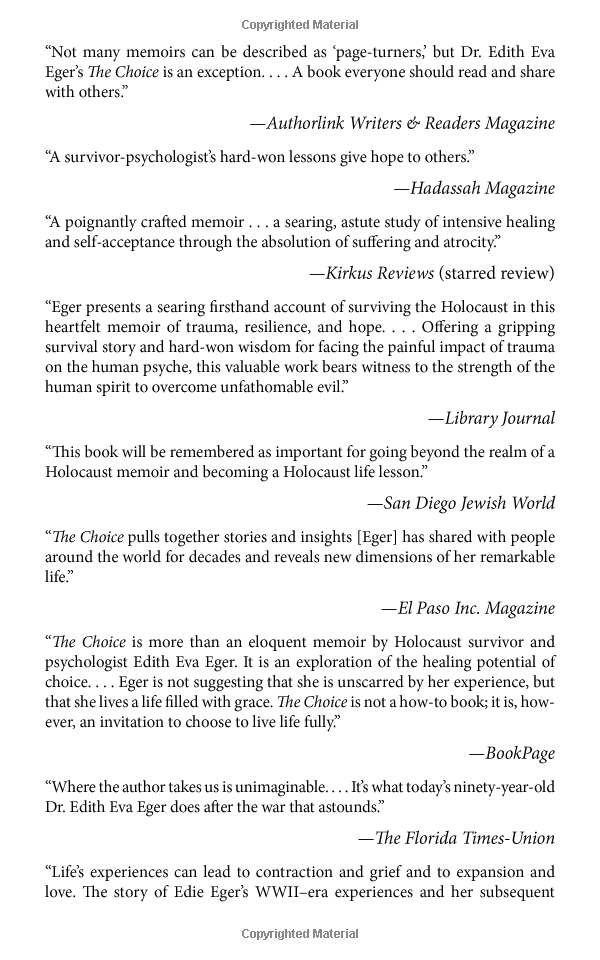 Copyrighted Material
“Not many memoirs can be described as ‘page-turners,’ but Dr. Edith Eva
Eger’s The Choice is an exception. . . . A book everyone should read and share
with others.”
—Authorlink Writers & Readers Magazine
“A survivor-psychologist’s hard-won lessons give hope to others.”
—Hadassah Magazine
“A poignantly crafted memoir . . . a searing, astute study of intensive healing
and self-acceptance through the absolution of suffering and atrocity.”
—Kirkus Reviews (starred review)
“Eger presents a searing firsthand account of surviving the Holocaust in this
heartfelt memoir of trauma, resilience, and hope. . . . Offering a gripping
survival story and hard-won wisdom for facing the painful impact of trauma
on the human psyche, this valuable work bears witness to the strength of the
human spirit to overcome unfathomable evil.”
—Library Journal
“This book will be remembered as important for going beyond the realm of a
Holocaust memoir and becoming a Holocaust life lesson.”
—San Diego Jewish World
“The Choice pulls together stories and insights [Eger] has shared with people
around the world for decades and reveals new dimensions of her remarkable
life.”
—El Paso Inc. Magazine
“The Choice is more than an eloquent memoir by Holocaust survivor and
psychologist Edith Eva Eger. It is an exploration of the healing potential of
choice. . . . Eger is not suggesting that she is unscarred by her experience, but
that she lives a life filled with grace. The Choice is not a how-to book; it is, how-
ever, an invitation to choose to live life fully.”
—BookPage
“Where the author takes us is unimaginable. . . . It’s what today’s ninety-year-old
Dr. Edith Eva Eger does after the war that astounds.”
—The Florida Times-Union
“Life’s experiences can lead to contraction and grief and to expansion and
love. The story of Edie Eger’s WWII–era experiences and her subsequent
Copyrighted Material